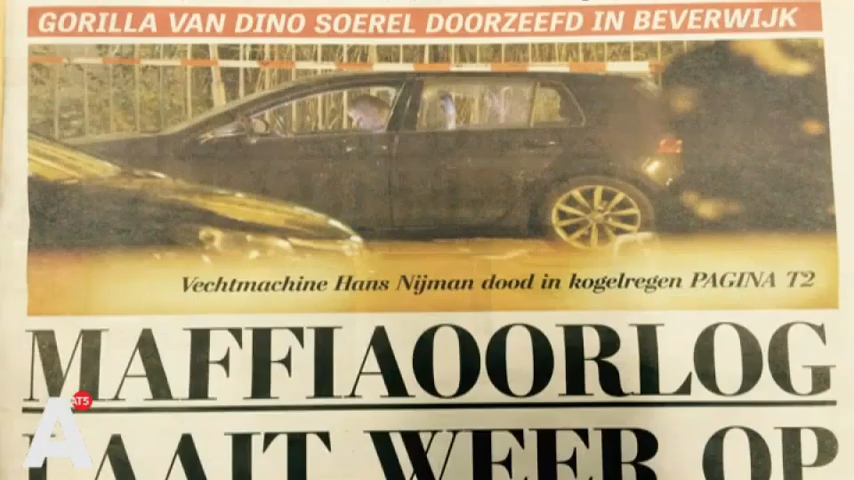 GORILLA VAN DINO SOEREL DOORZEEFD IN BEVERWIJK
Vechtmachine Hans Nijman dood in kogelregen PAGINA T2
MAFFIAOORLOG
LAAIT WEER OP
AT5